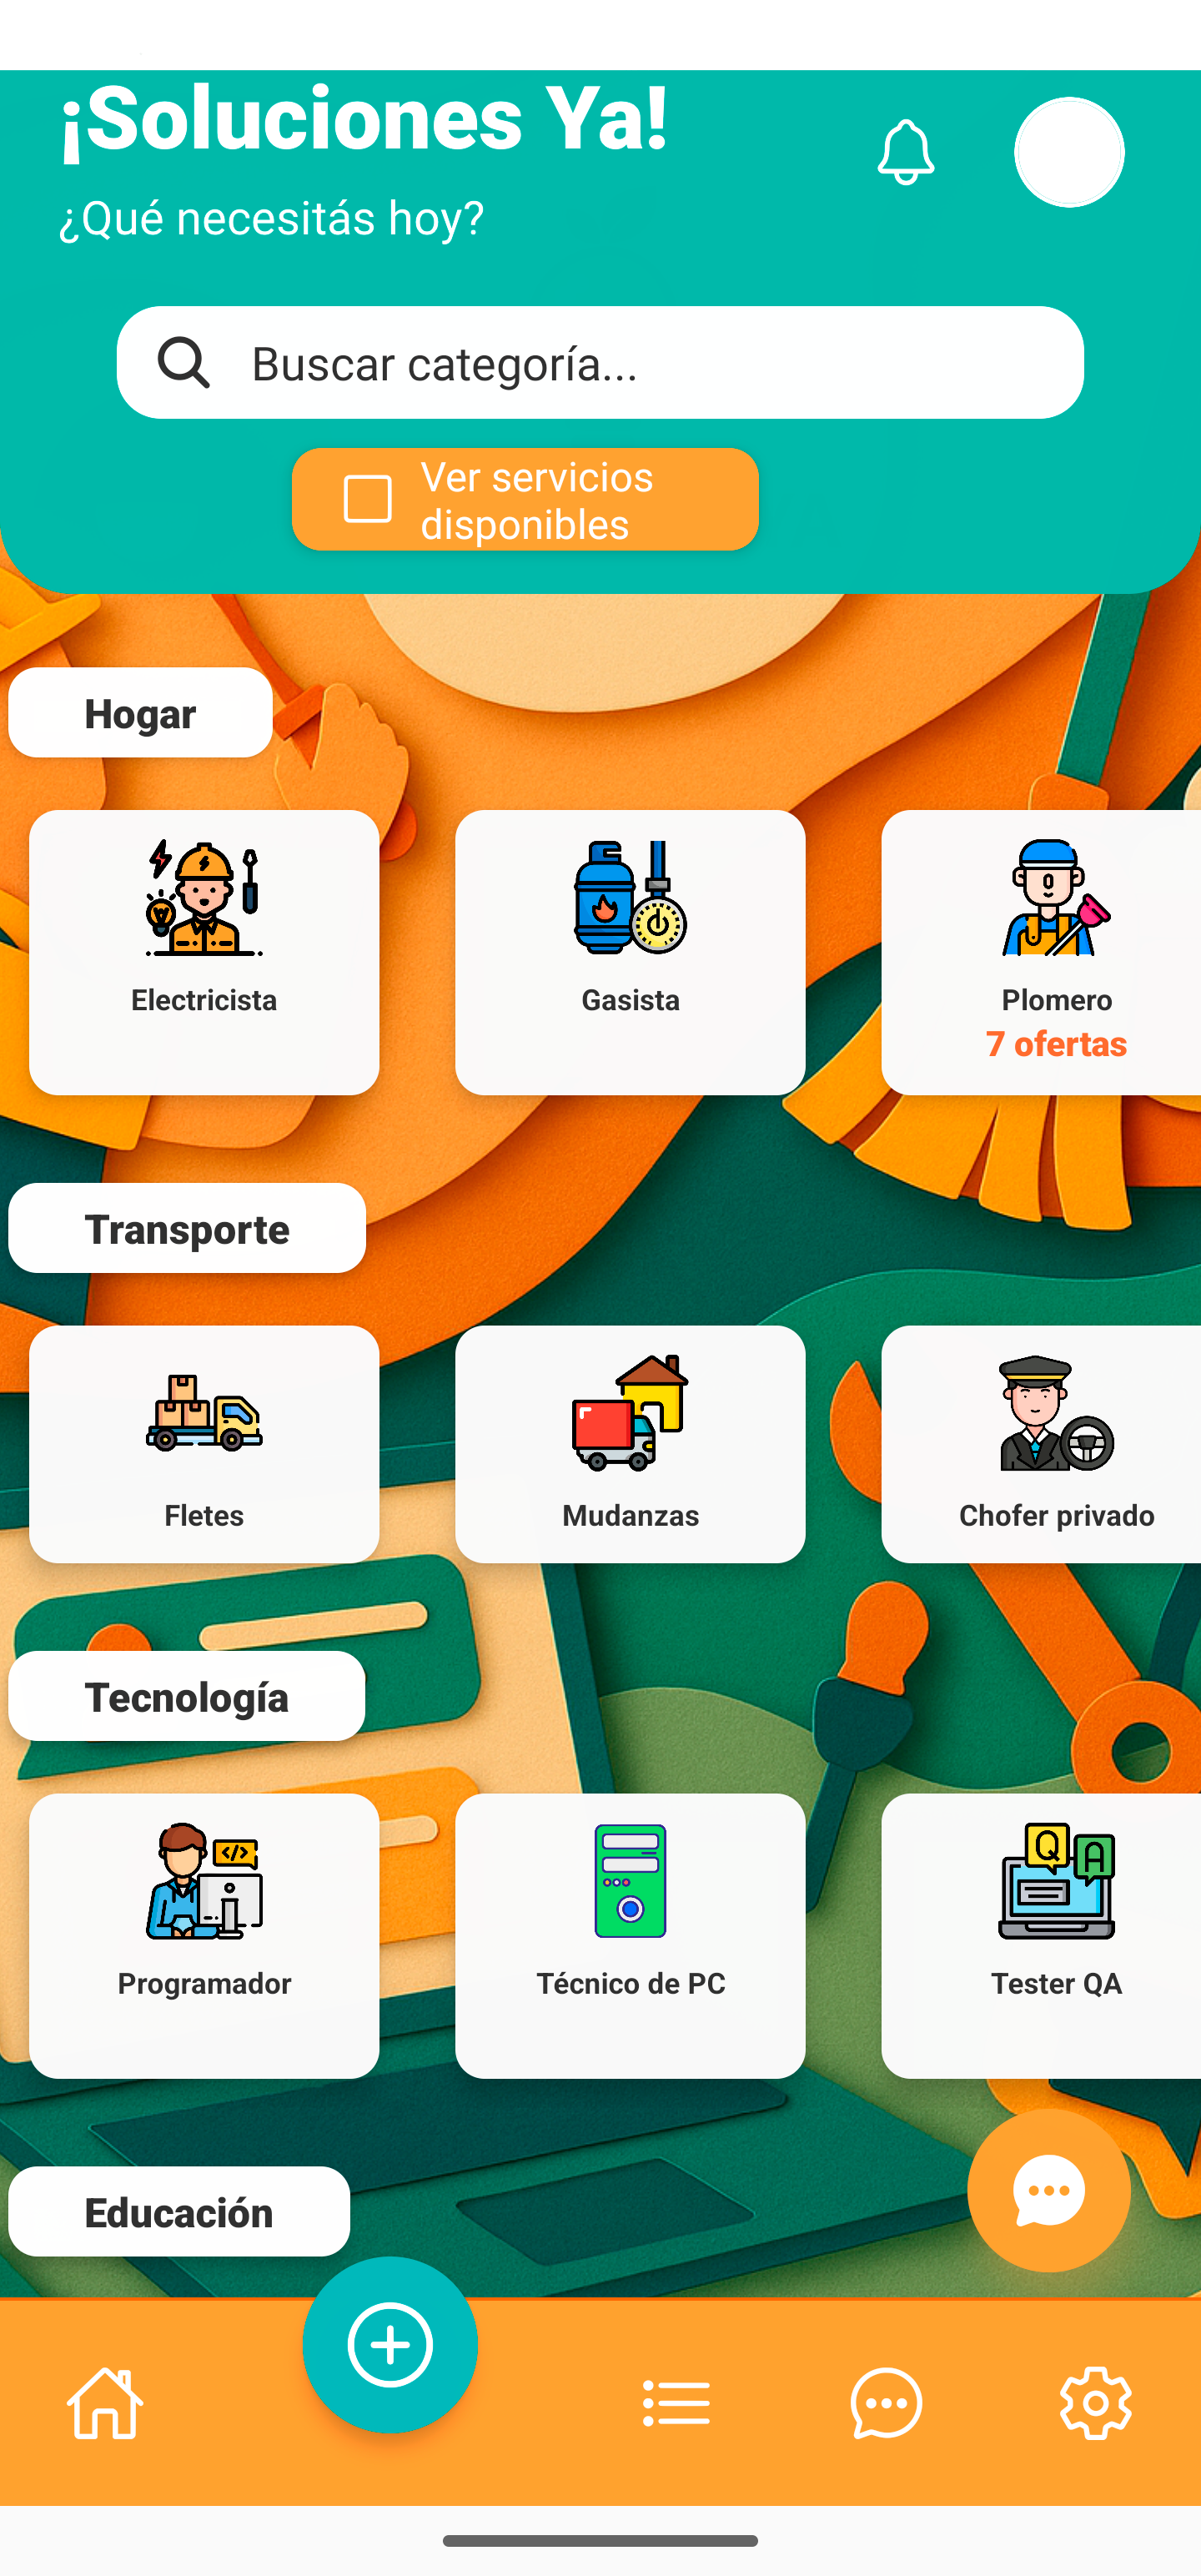 ¡Soluciones Ya!
¿Qué necesitás hoy?
Buscar categoría...
Ver servicios
disponibles
Hogar
Electricista
Gasista
Plomero
7 ofertas
Transporte
Fletes
Mudanzas
Chofer privado
Tecnología
</>
Q
A
Programador
Técnico de PC
Tester QA
Educación